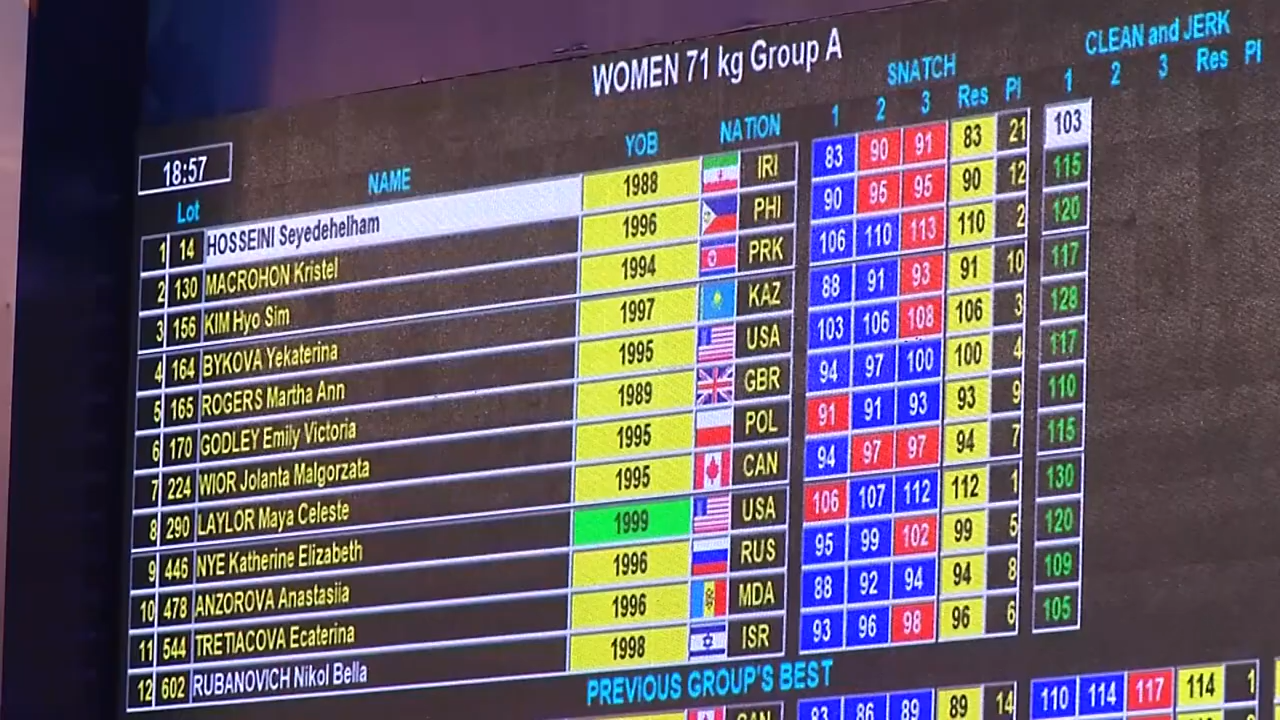 WOMEN 71 kg Group A
SNATCH CLEAN and JERK
18:57 Lot NAME YOB NATION 1 2 3 Res Pl 1 2 3 Res Pl
1 14 HOSSEINI Seyedehelham 1988 IRI 83 90 91 83 21 103
2 130 MACROHON Kristel 1996 PHI 90 95 95 90 12 115
3 156 KIM Hyo Sim 1994 PRK 106 110 113 110 2 120
4 164 BYKOVA Yekaterina 1997 KAZ 88 91 93 91 10 117
5 165 ROGERS Martha Ann 1995 USA 103 106 108 106 3 128
6 170 GODLEY Emily Victoria 1989 GBR 94 97 100 100 4 117
7 224 WIOR Jolanta Malgorzata 1995 POL 91 91 93 93 9 110
8 290 LAYLOR Maya Celeste 1995 CAN 94 97 97 94 7 115
9 446 NYE Katherine Elizabeth 1999 USA 106 107 112 112 1 130
10 478 ANZOROVA Anastasiia 1996 RUS 95 99 102 99 5 120
11 544 TRETIACOVA Ecaterina 1996 MDA 88 92 94 94 8 109
12 602 RUBANOVICH Nikol Bella 1998 ISR 93 96 98 96 6 105
PREVIOUS GROUP'S BEST
CAN 83 86 89 89 14 110 114 117 114 1